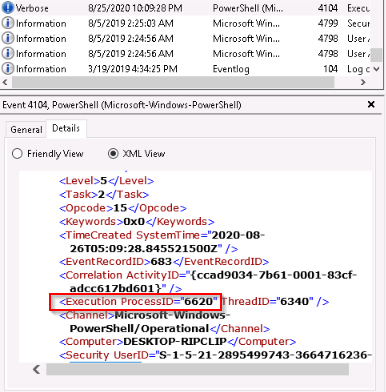 Verbose 8/25/2020 10:09:28 PM PowerShell (Mi... 4104 Execu
Information 8/5/2019 2:25:03 AM Microsoft Win... 4799 Secur
Information 8/5/2019 2:24:56 AM Microsoft Win... 4798 User A
Information 8/5/2019 2:24:56 AM Microsoft Win... 4798 User A
Information 3/19/2019 4:34:25 PM Eventlog 104 Log c
Event 4104, PowerShell (Microsoft-Windows-PowerShell)
General Details
Friendly View XML View
<Level>5</Level>
<Task>2</Task>
<Opcode>15</Opcode>
<Keywords>0x0</Keywords>
<TimeCreated SystemTime="2020-08-
26T05:09:28.845521500Z" />
<EventRecordID>683</EventRecordID>
<Correlation ActivityID="{ccad9034-7b61-0001-83cf-
adcc617bd601}" />
<Execution ProcessID="6620" ThreadID="6340" />
<Channel>Microsoft-Windows-
PowerShell/Operational</Channel>
<Computer>DESKTOP-RIPCLIP</Computer>
<Security UserID="S-1-5-21-2895499743-3664716236-